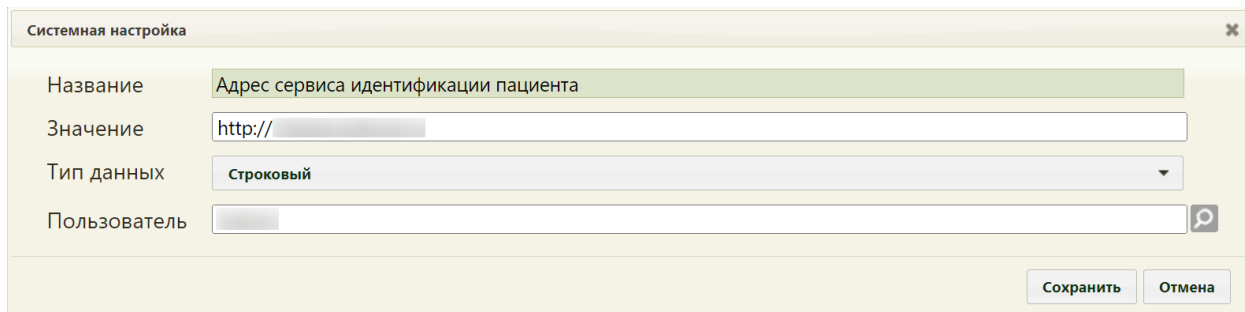 Системная настройка
Название Адрес сервиса идентификации пациента
Значение http://
Тип данных Строковый
Пользователь
Сохранить Отмена